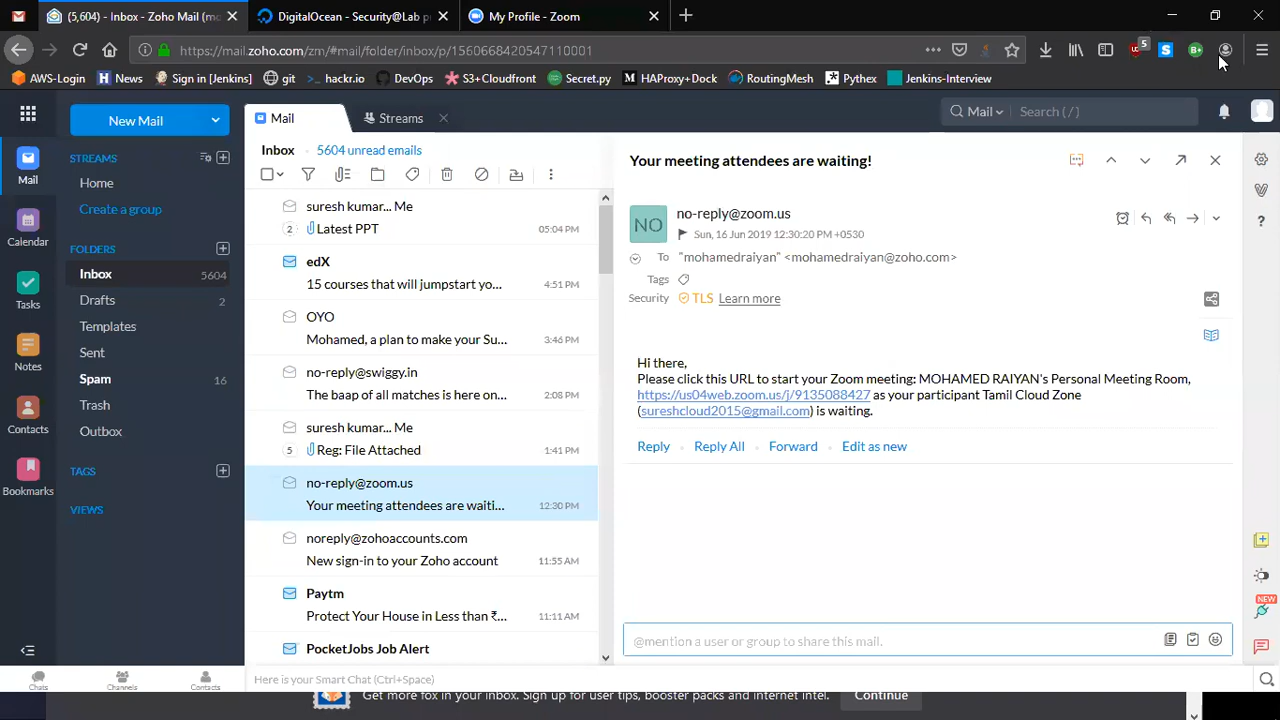 (5,604) - Inbox - Zoho Mail (mo
DigitalOcean - Security@Lab p
My Profile - Zoom
https://mail.zoho.com/zm/#mail/folder/inbox/p/1560668420547110001
5
AWS-Login
News
Sign in [Jenkins]
git
hackr.io
DevOps
S3+Cloudfront
Secret.py
HAProxy+Dock
RoutingMesh
Pythex
Jenkins-Interview
New Mail
Mail
Streams
Mail
Search ( / )
Mail
Calendar
Tasks
Notes
Contacts
Bookmarks
STREAMS
Home
Create a group
FOLDERS
Inbox 5604
Drafts 2
Templates
Sent
Spam 16
Trash
Outbox
TAGS
VIEWS
Inbox
5604 unread emails
suresh kumar... Me
2 Latest PPT 05:04 PM
edX
15 courses that will jumpstart yo... 4:51 PM
OYO
Mohamed, a plan to make your Su... 3:46 PM
no-reply@swiggy.in
The baap of all matches is here on... 2:08 PM
suresh kumar... Me
5 Reg: File Attached 1:41 PM
no-reply@zoom.us
Your meeting attendees are waiti... 12:30 PM
noreply@zohoaccounts.com
New sign-in to your Zoho account 11:55 AM
Paytm
Protect Your House in Less than ₹... 11:11 AM
PocketJobs Job Alert
Your meeting attendees are waiting!
NO
no-reply@zoom.us
Sun, 16 Jun 2019 12:30:20 PM +0530
To "mohamedraiyan" <mohamedraiyan@zoho.com>
Tags
Security TLS Learn more
Hi there,
Please click this URL to start your Zoom meeting: MOHAMED RAIYAN's Personal Meeting Room,
https://us04web.zoom.us/j/9135088427 as your participant Tamil Cloud Zone
(sureshcloud2015@gmail.com) is waiting.
Reply
Reply All
Forward
Edit as new
@mention a user or group to share this mail.
NEW
Chats
Channels
Contacts
Here is your Smart Chat (Ctrl+Space)
Get more fox in your inbox. Sign up for user tips, booster packs and internet intel.
Continue